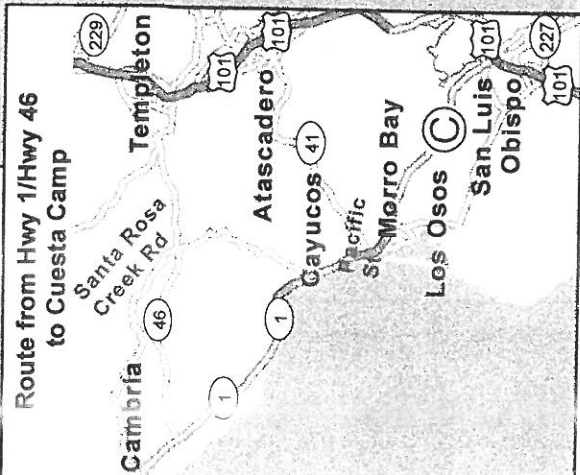 Route from Hwy 1/Hwy 46
to Cuesta Camp
229
Templeton
101
101
Santa Rosa
Creek Rd
46
Cambria
Atascadero
41
1
Cayucos
1
Pacific
St
Morro Bay
Los Osos
C
101
227
San Luis
Obispo
101